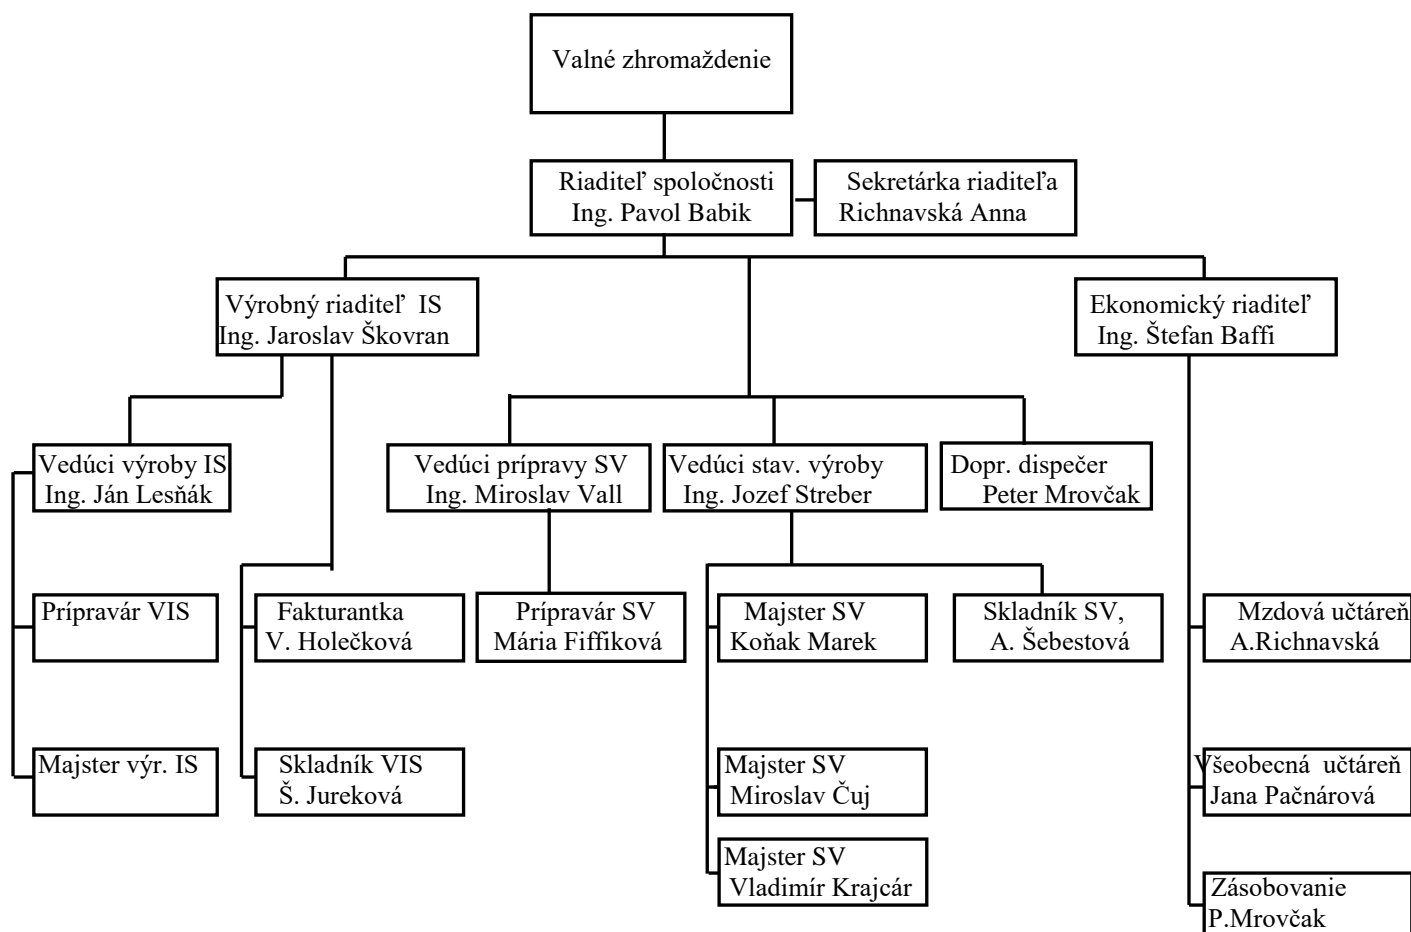 Valné zhromaždenie
Riaditeľ spoločnosti
Ing. Pavol Babik
Sekretárka riaditeľa
Richnavská Anna
Výrobný riaditeľ IS
Ing. Jaroslav Škovran
Ekonomický riaditeľ
Ing. Štefan Baffi
Vedúci výroby IS
Ing. Ján Lesňák
Vedúci prípravy SV
Ing. Miroslav Vall
Vedúci stav. výroby
Ing. Jozef Streber
Dopr. dispečer
Peter Mrovčak
Prípravár VIS
Fakturantka
V. Holečková
Prípravár SV
Mária Fiffiková
Majster SV
Koňak Marek
Skladník SV,
A. Šebestová
Mzdová učtáreň
A.Richnavská
Majster výr. IS
Skladník VIS
Š. Jureková
Majster SV
Miroslav Čuj
Všeobecná učtáreň
Jana Pačnárová
Majster SV
Vladimír Krajcár
Zásobovanie
P.Mrovčak